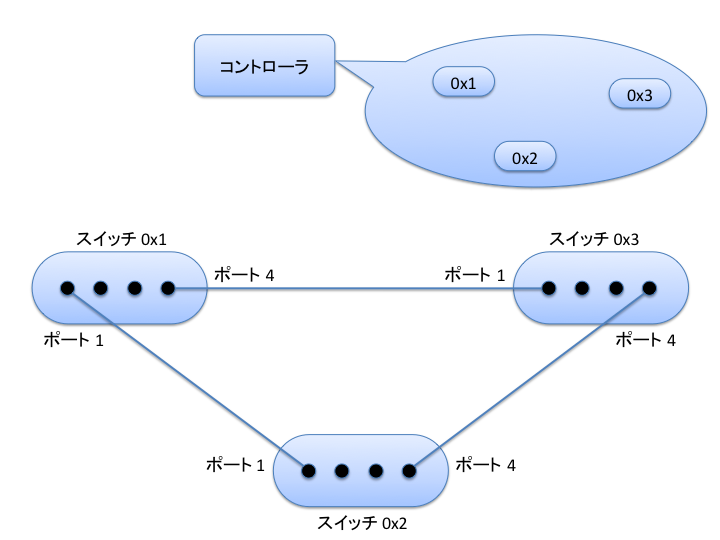 コントローラ
0x1
0x3
0x2
スイッチ 0x1
スイッチ 0x3
ポート 4
ポート 1
ポート 1
ポート 4
ポート 1
ポート 4
スイッチ 0x2